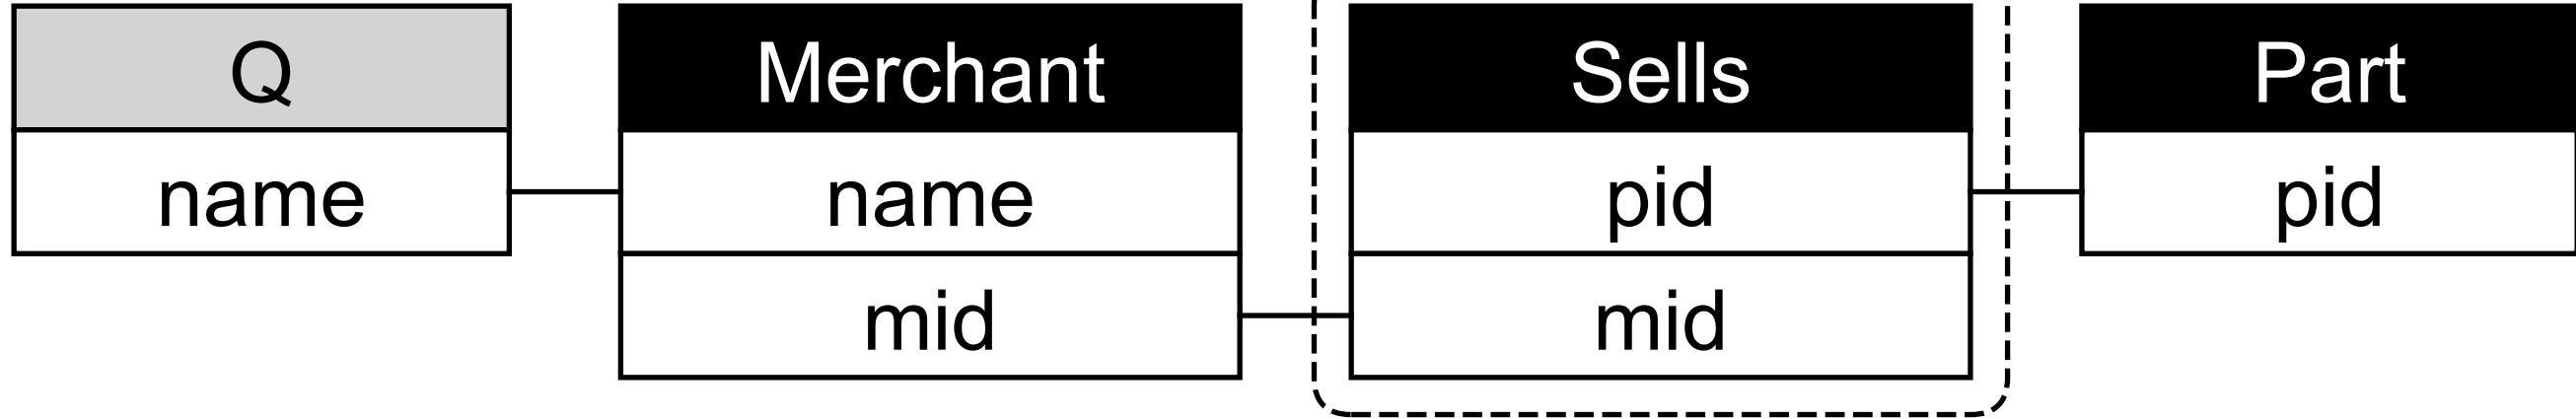 Q
name
Merchant
name
mid
Sells
pid
mid
Part
pid